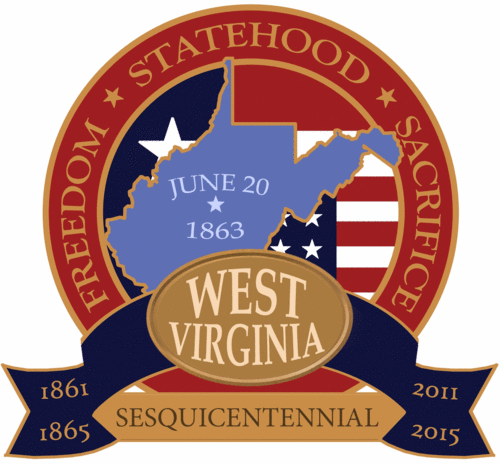 FREEDOM ★ STATEHOOD ★ SACRIFICE
JUNE 20
★
1863
WEST
VIRGINIA
1861
1865
2011
2015
SESQUICENTENNIAL